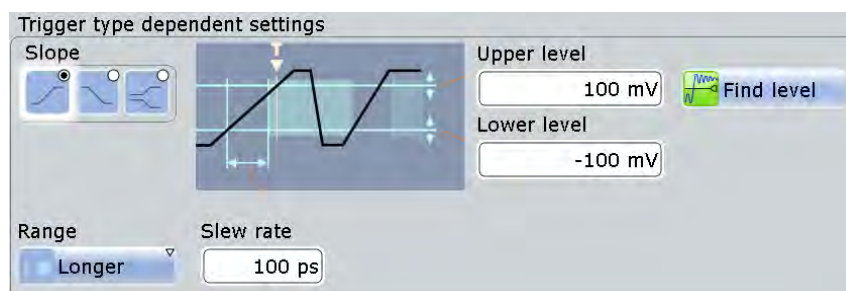 Trigger type dependent settings
Slope
T
Upper level
100 mV
Find level
Lower level
-100 mV
Range
Slew rate
Longer
100 ps